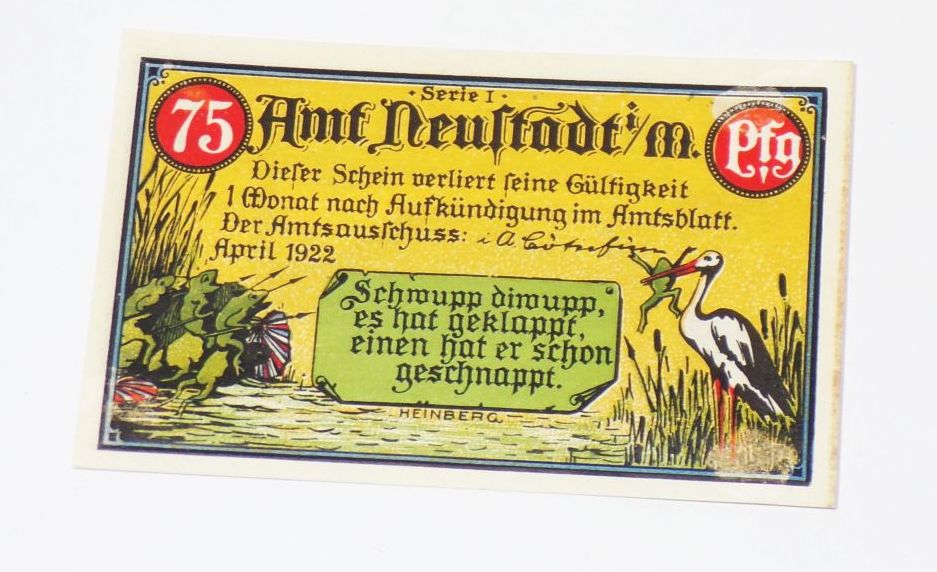 · Serie I ·
75 Amt Neustadt i/m. Pfg
Dieser Schein verliert seine Gültigkeit
1 Monat nach Aufkündigung im Amtsblatt.
Der Amtsausschuss: i. A.
April 1922
Schwupp diwupp,
es hat geklappt,
einen hat er schon
geschnappt.
HEINBERG